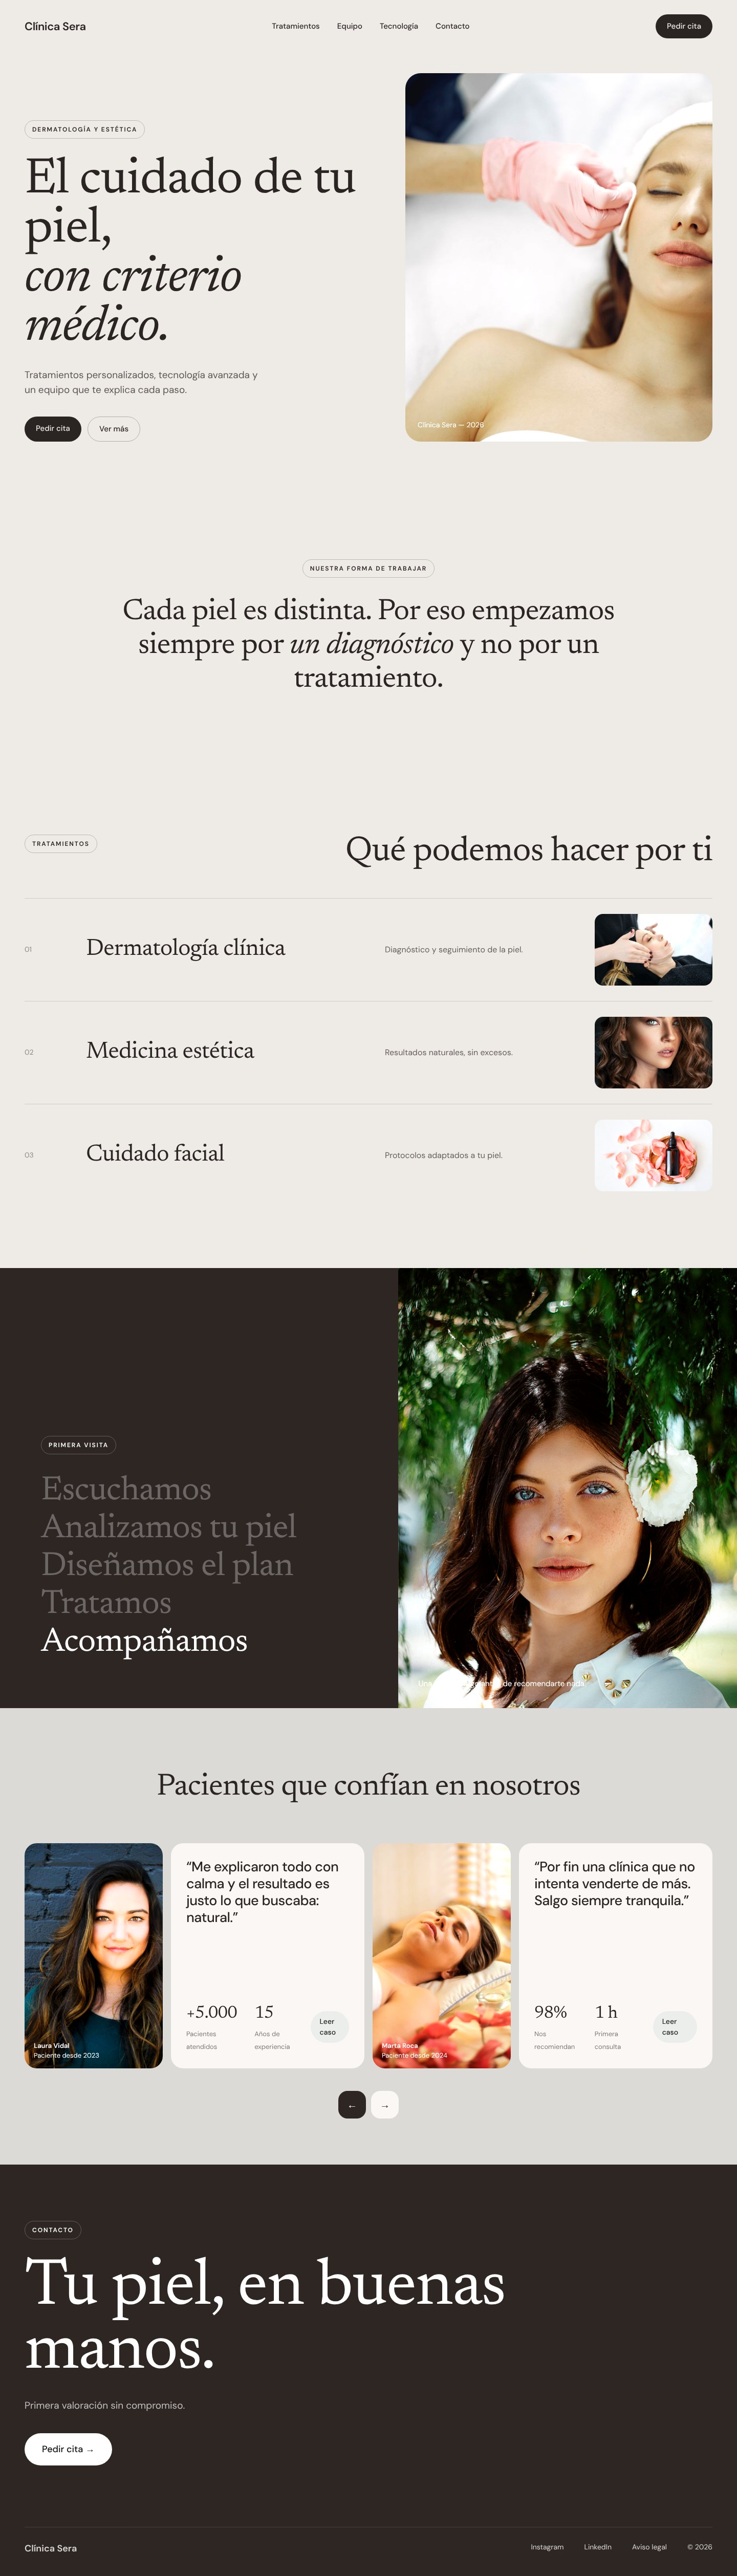 Clínica Sera
Tratamientos
Equipo
Tecnología
Contacto
Pedir cita
DERMATOLOGÍA Y ESTÉTICA
El cuidado de tu
piel,
con criterio
médico.
Tratamientos personalizados, tecnología avanzada y
un equipo que te explica cada paso.
Pedir cita
Ver más
Clínica Sera — 2026
NUESTRA FORMA DE TRABAJAR
Cada piel es distinta. Por eso empezamos
siempre por un diagnóstico y no por un
tratamiento.
TRATAMIENTOS
Qué podemos hacer por ti
01
Dermatología clínica
Diagnóstico y seguimiento de la piel.
02
Medicina estética
Resultados naturales, sin excesos.
03
Cuidado facial
Protocolos adaptados a tu piel.
PRIMERA VISITA
Escuchamos
Analizamos tu piel
Diseñamos el plan
Tratamos
Acompañamos
de recomendarte nada.
Pacientes que confían en nosotros
Laura Vidal
Paciente desde 2023
“Me explicaron todo con
calma y el resultado es
justo lo que buscaba:
natural.”
+5.000
Pacientes
atendidos
15
Años de
experiencia
Leer
caso
Marta Roca
Paciente desde 2024
“Por fin una clínica que no
intenta venderte de más.
Salgo siempre tranquila.”
98%
Nos
recomiendan
1 h
Primera
consulta
Leer
caso
←
→
CONTACTO
Tu piel, en buenas
manos.
Primera valoración sin compromiso.
Pedir cita →
Clínica Sera
Instagram
LinkedIn
Aviso legal
© 2026